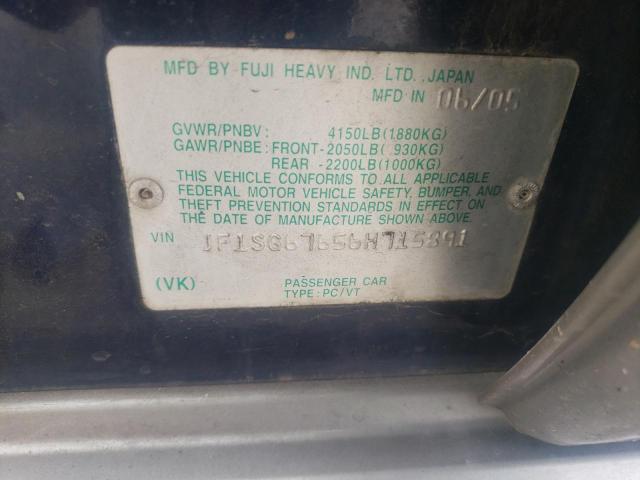 MFD BY FUJI HEAVY IND. LTD., JAPAN
MFD IN 06/05
GVWR/PNBV: 4150LB(1880KG)
GAWR/PNBE: FRONT-2050LB( 930KG)
REAR -2200LB(1000KG)
THIS VEHICLE CONFORMS TO ALL APPLICABLE
FEDERAL MOTOR VEHICLE SAFETY, BUMPER, AND
THEFT PREVENTION STANDARDS IN EFFECT ON
THE DATE OF MANUFACTURE SHOWN ABOVE.
VIN JF1SG67656H715891
(VK) PASSENGER CAR
TYPE: PC/VT